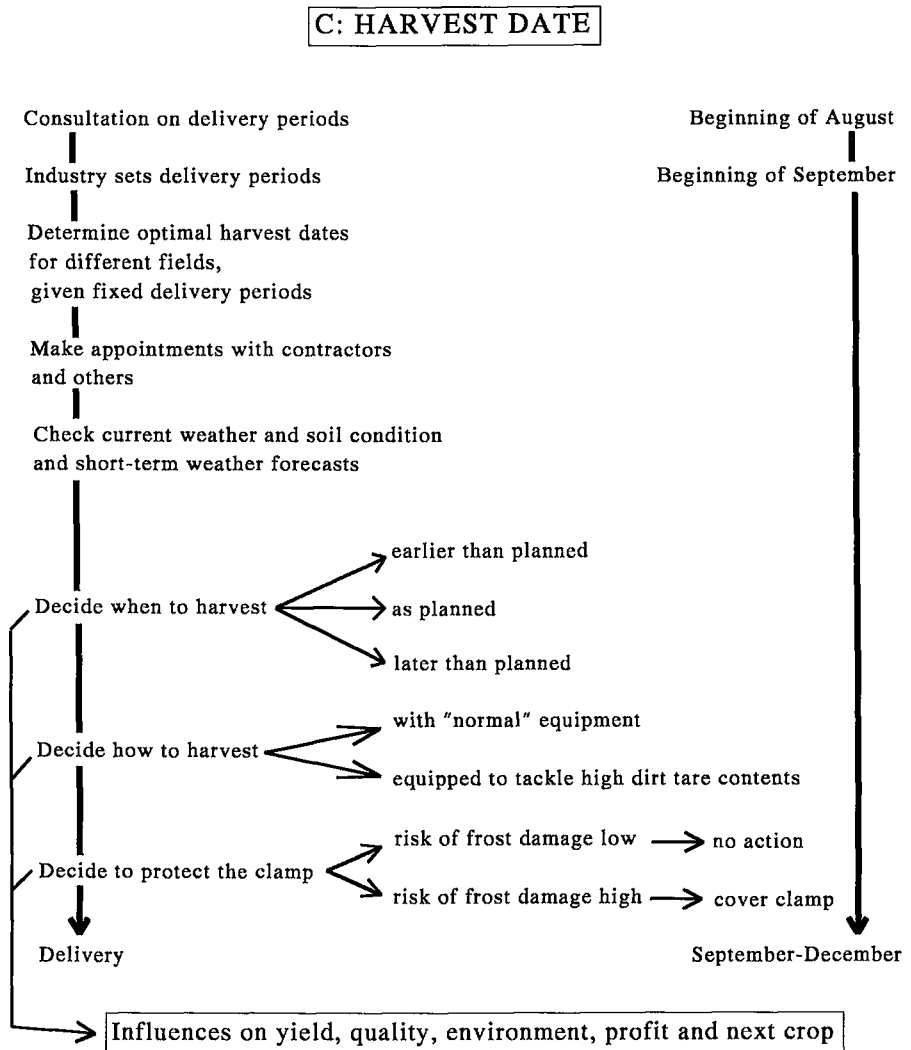 C: HARVEST DATE
Consultation on delivery periods
Beginning of August
Industry sets delivery periods
Beginning of September
Determine optimal harvest dates
for different fields,
given fixed delivery periods
Make appointments with contractors
and others
Check current weather and soil condition
and short-term weather forecasts
earlier than planned
Decide when to harvest
as planned
later than planned
with "normal" equipment
Decide how to harvest
equipped to tackle high dirt tare contents
risk of frost damage low
no action
Decide to protect the clamp
risk of frost damage high
cover clamp
Delivery
September-December
Influences on yield, quality, environment, profit and next crop